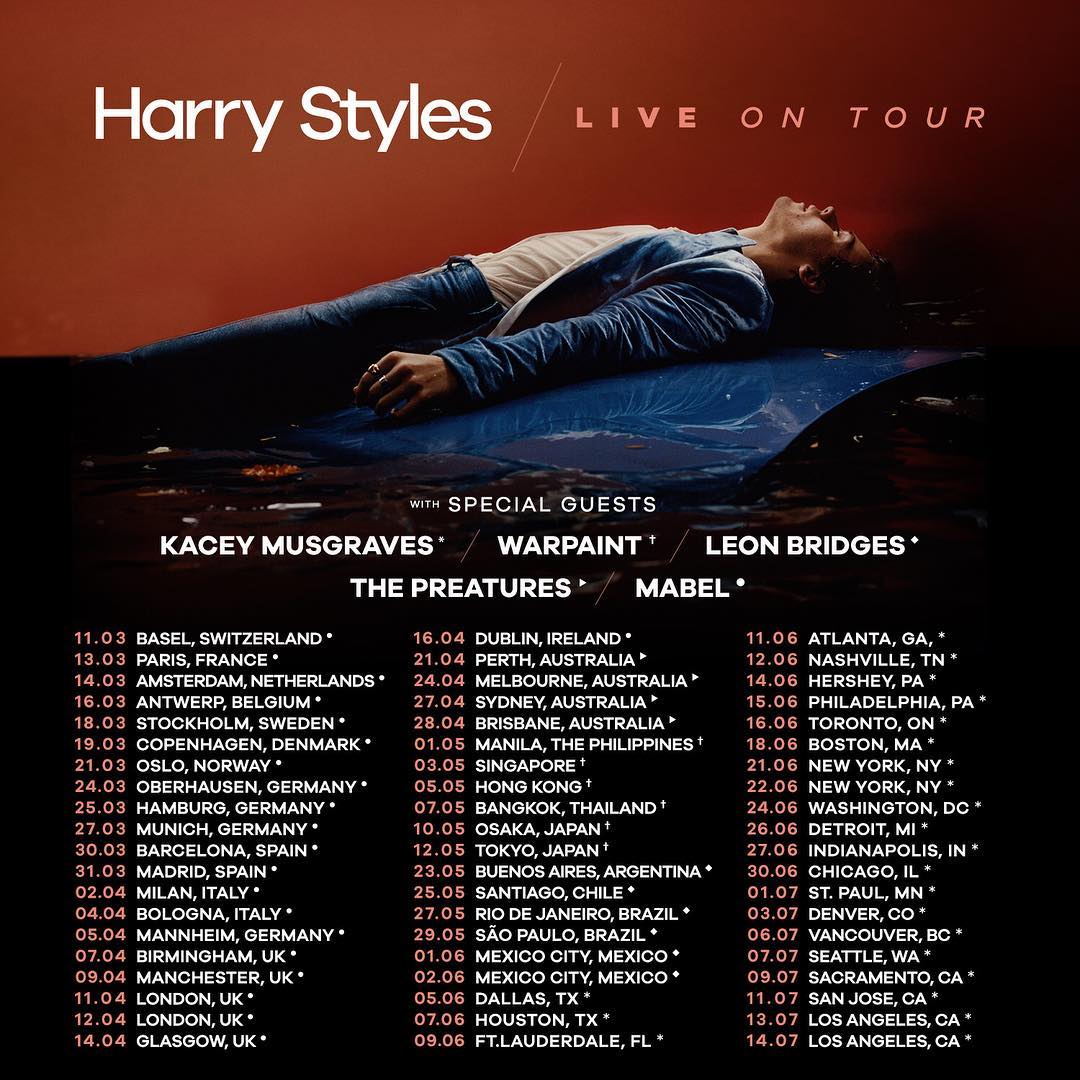 Harry Styles / LIVE ON TOUR
WITH SPECIAL GUESTS
KACEY MUSGRAVES* / WARPAINT † / LEON BRIDGES ◆
THE PREATURES ▶ / MABEL ●
11.03 BASEL, SWITZERLAND ●
13.03 PARIS, FRANCE ●
14.03 AMSTERDAM, NETHERLANDS ●
16.03 ANTWERP, BELGIUM ●
18.03 STOCKHOLM, SWEDEN ●
19.03 COPENHAGEN, DENMARK ●
21.03 OSLO, NORWAY ●
24.03 OBERHAUSEN, GERMANY ●
25.03 HAMBURG, GERMANY ●
27.03 MUNICH, GERMANY ●
30.03 BARCELONA, SPAIN ●
31.03 MADRID, SPAIN ●
02.04 MILAN, ITALY ●
04.04 BOLOGNA, ITALY ●
05.04 MANNHEIM, GERMANY ●
07.04 BIRMINGHAM, UK ●
09.04 MANCHESTER, UK ●
11.04 LONDON, UK ●
12.04 LONDON, UK ●
14.04 GLASGOW, UK ●
16.04 DUBLIN, IRELAND ●
21.04 PERTH, AUSTRALIA ▶
24.04 MELBOURNE, AUSTRALIA ▶
27.04 SYDNEY, AUSTRALIA ▶
28.04 BRISBANE, AUSTRALIA ▶
01.05 MANILA, THE PHILIPPINES †
03.05 SINGAPORE †
05.05 HONG KONG †
07.05 BANGKOK, THAILAND †
10.05 OSAKA, JAPAN †
12.05 TOKYO, JAPAN †
23.05 BUENOS AIRES, ARGENTINA ◆
25.05 SANTIAGO, CHILE ◆
27.05 RIO DE JANEIRO, BRAZIL ◆
29.05 SÃO PAULO, BRAZIL ◆
01.06 MEXICO CITY, MEXICO ◆
02.06 MEXICO CITY, MEXICO ◆
05.06 DALLAS, TX *
07.06 HOUSTON, TX *
09.06 FT.LAUDERDALE, FL *
11.06 ATLANTA, GA, *
12.06 NASHVILLE, TN *
14.06 HERSHEY, PA *
15.06 PHILADELPHIA, PA *
16.06 TORONTO, ON *
18.06 BOSTON, MA *
21.06 NEW YORK, NY *
22.06 NEW YORK, NY *
24.06 WASHINGTON, DC *
26.06 DETROIT, MI *
27.06 INDIANAPOLIS, IN *
30.06 CHICAGO, IL *
01.07 ST. PAUL, MN *
03.07 DENVER, CO *
06.07 VANCOUVER, BC *
07.07 SEATTLE, WA *
09.07 SACRAMENTO, CA *
11.07 SAN JOSE, CA *
13.07 LOS ANGELES, CA *
14.07 LOS ANGELES, CA *